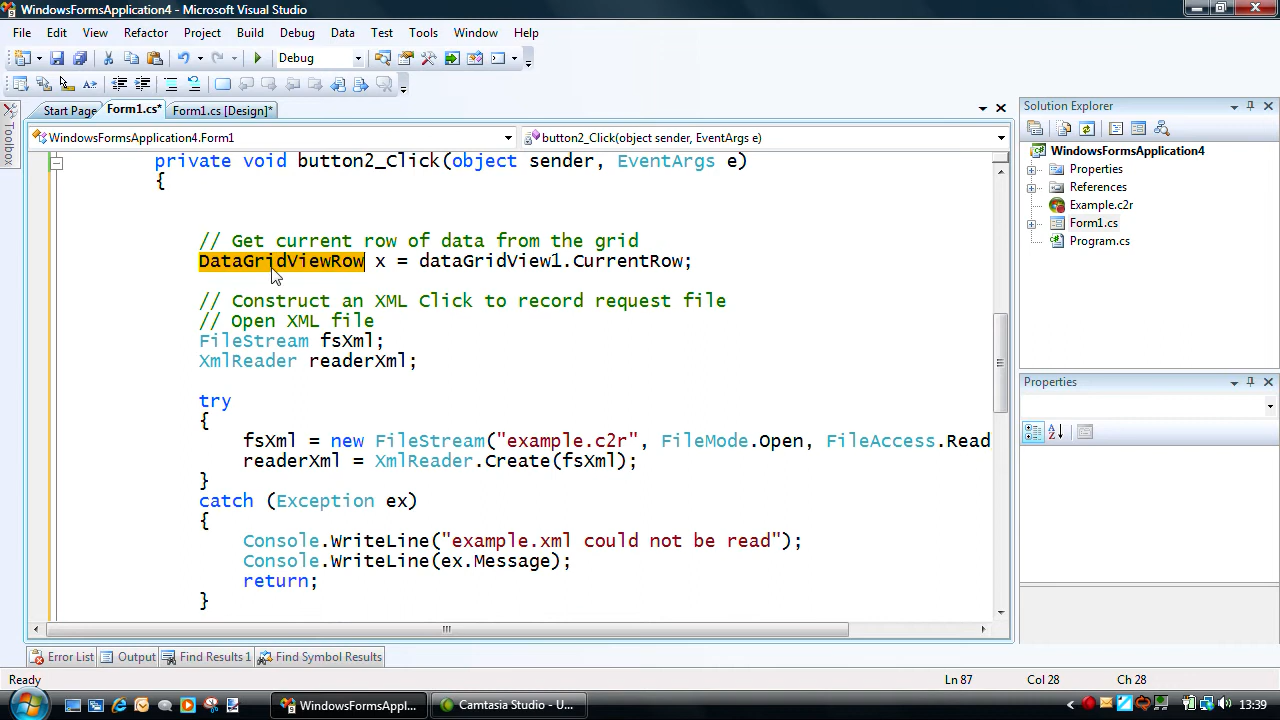 WindowsFormsApplication4 - Microsoft Visual Studio
File Edit View Refactor Project Build Debug Data Test Tools Window Help
Debug
Start Page Form1.cs* Form1.cs [Design]*
Solution Explorer
WindowsFormsApplication4.Form1 button2_Click(object sender, EventArgs e)
Toolbox
WindowsFormsApplication4
Properties
References
Example.c2r
Form1.cs
Program.cs
private void button2_Click(object sender, EventArgs e)
{
// Get current row of data from the grid
DataGridViewRow x = dataGridView1.CurrentRow;
// Construct an XML Click to record request file
// Open XML file
FileStream fsXml;
XmlReader readerXml;
try
{
fsXml = new FileStream("example.c2r", FileMode.Open, FileAccess.Read
readerXml = XmlReader.Create(fsXml);
}
catch (Exception ex)
{
Console.WriteLine("example.xml could not be read");
Console.WriteLine(ex.Message);
return;
}
Properties
Error List Output Find Results 1 Find Symbol Results
Ready Ln 87 Col 28 Ch 28
WindowsFormsAppl... Camtasia Studio - U... 13:39